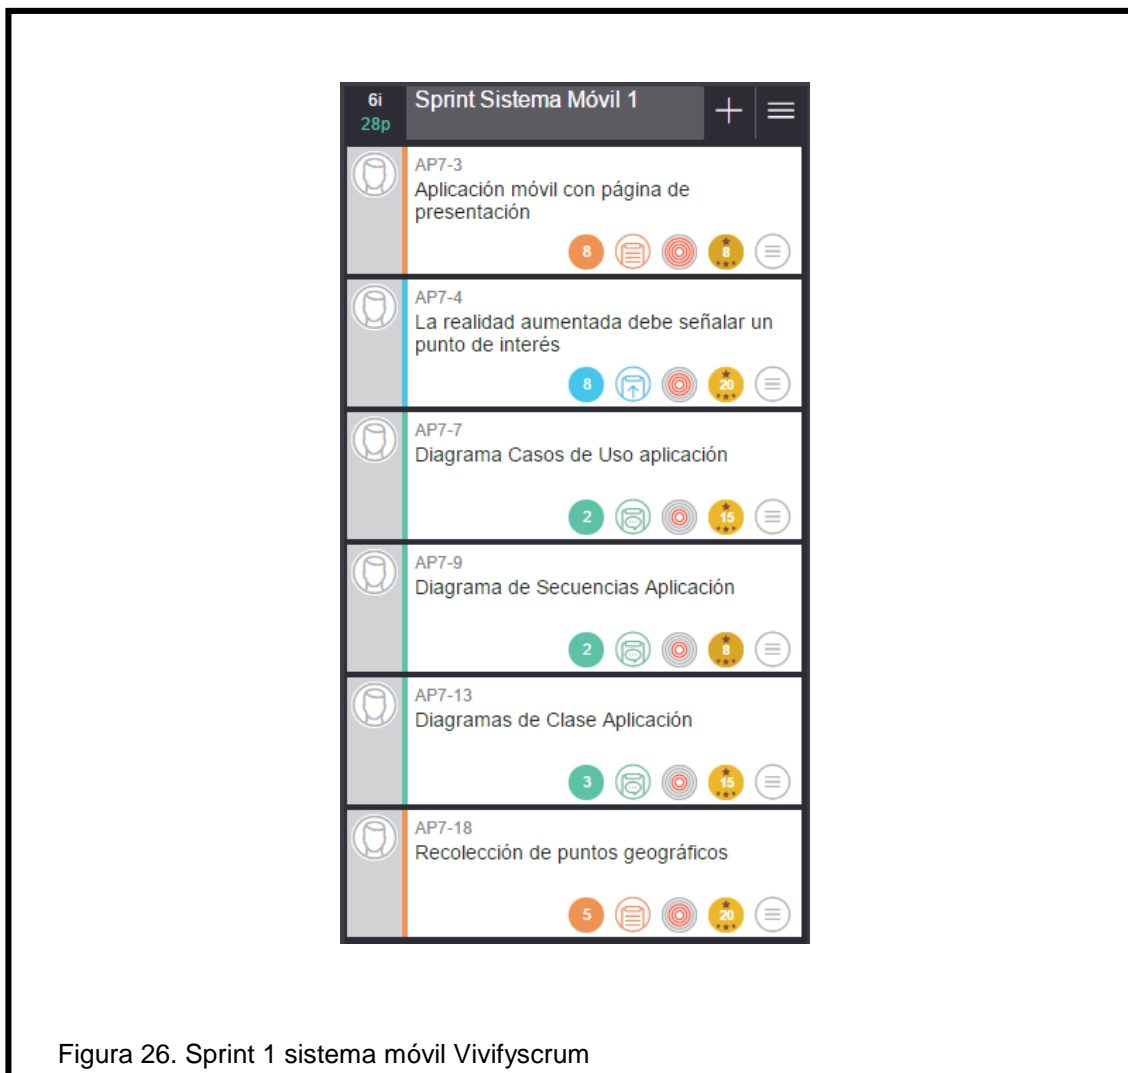 6i
Sprint Sistema Móvil 1
28p
AP7-3
Aplicación móvil con página de
presentación
8
8
AP7-4
La realidad aumentada debe señalar un
punto de interés
8
20
AP7-7
Diagrama Casos de Uso aplicación
2
15
AP7-9
Diagrama de Secuencias Aplicación
2
8
AP7-13
Diagramas de Clase Aplicación
3
15
AP7-18
Recolección de puntos geográficos
5
20
Figura 26. Sprint 1 sistema móvil Vivifyscrum